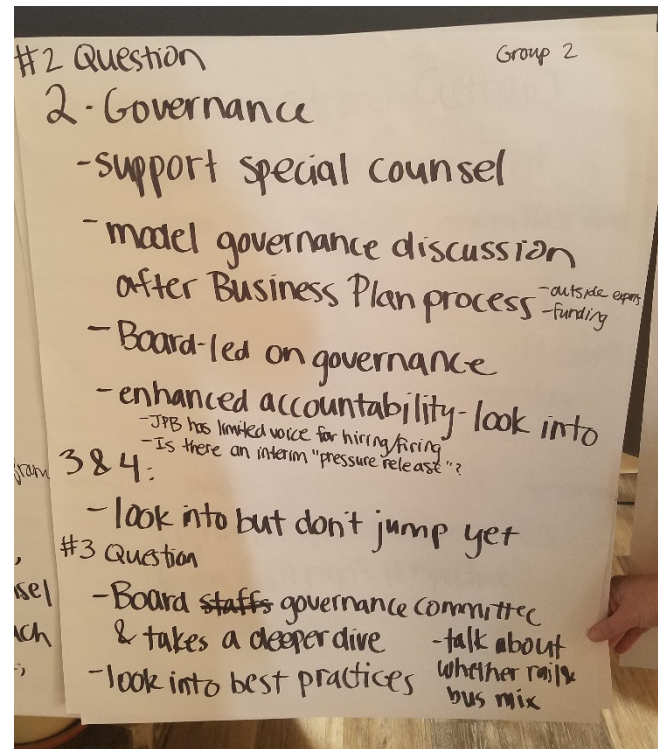 #2 Question
Group 2
2. Governance
- support special counsel
- model governance discussion
after Business Plan process
- outside experts
- funding
- Board-led on governance
- enhanced accountability - look into
- JPB has limited voice for hiring/firing
- Is there an interim "pressure release"?
3 & 4:
- look into but don't jump yet
#3 Question
- Board staffs governance committee
& takes a deeper dive
- look into best practices
- talk about
whether rail &
bus mix
sel
ach